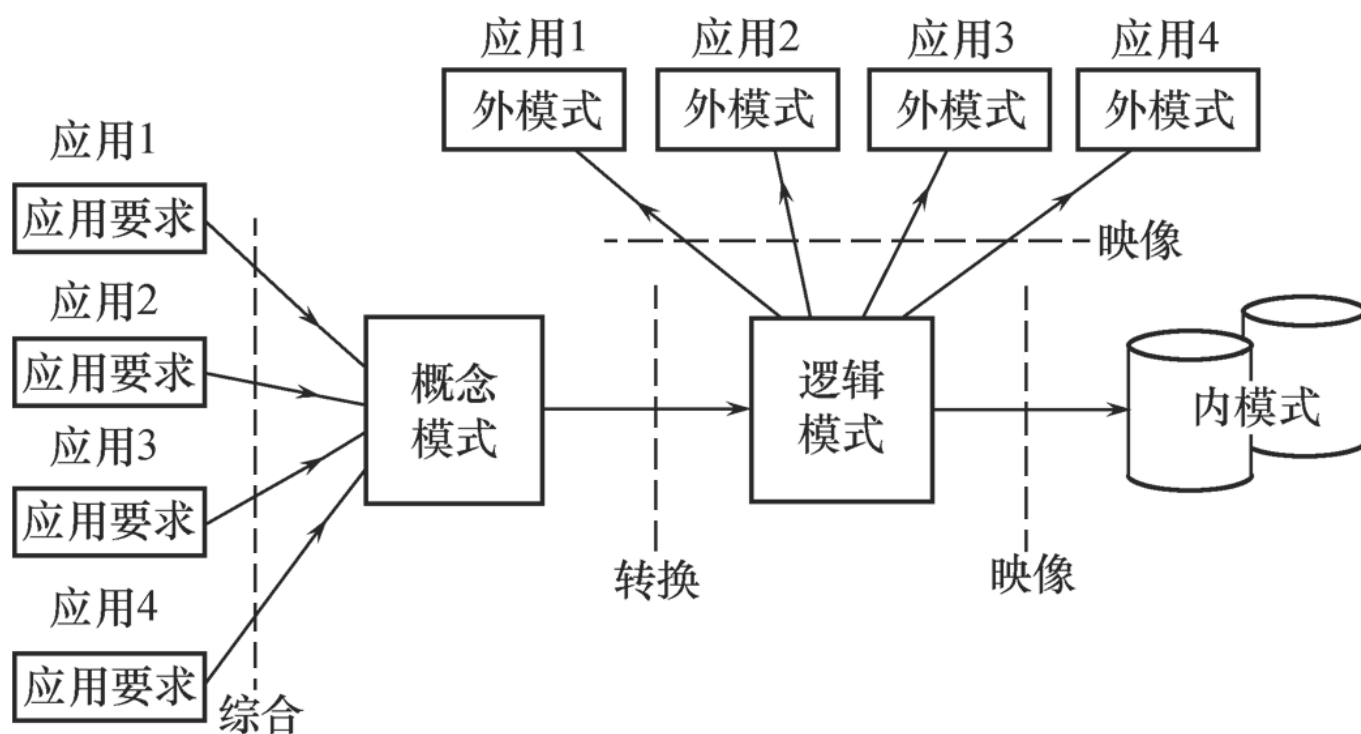 应用1
应用2
应用3
应用4
外模式
外模式
外模式
外模式
应用1
应用要求
映像
应用2
应用要求
概念
模式
逻辑
模式
内模式
应用3
应用要求
转换
映像
应用4
应用要求
综合